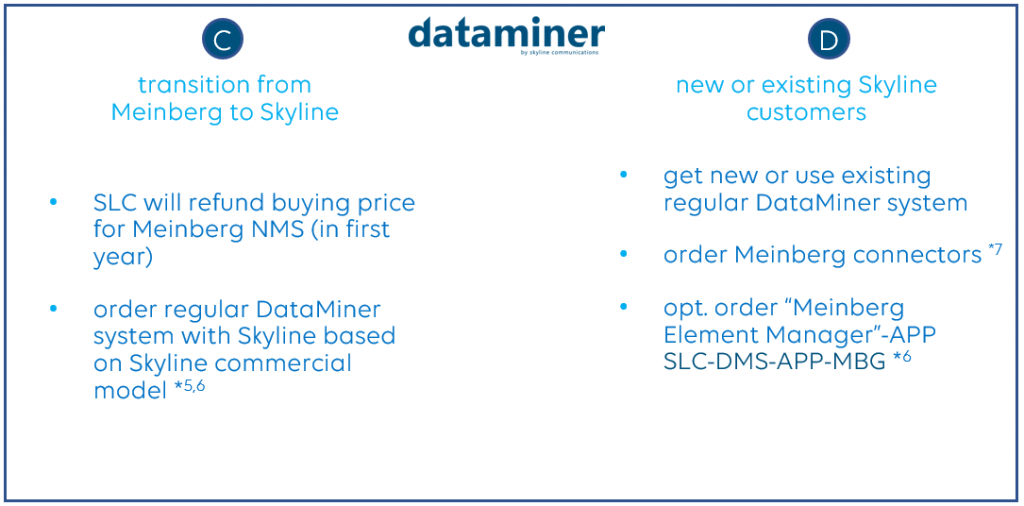 C
dataminer
by skyline communications
D
transition from
Meinberg to Skyline
new or existing Skyline
customers
• SLC will refund buying price
for Meinberg NMS (in first
year)
• order regular DataMiner
system with Skyline based
on Skyline commercial
model *5,6
• get new or use existing
regular DataMiner system
• order Meinberg connectors *7
• opt. order “Meinberg
Element Manager”-APP
SLC-DMS-APP-MBG *6